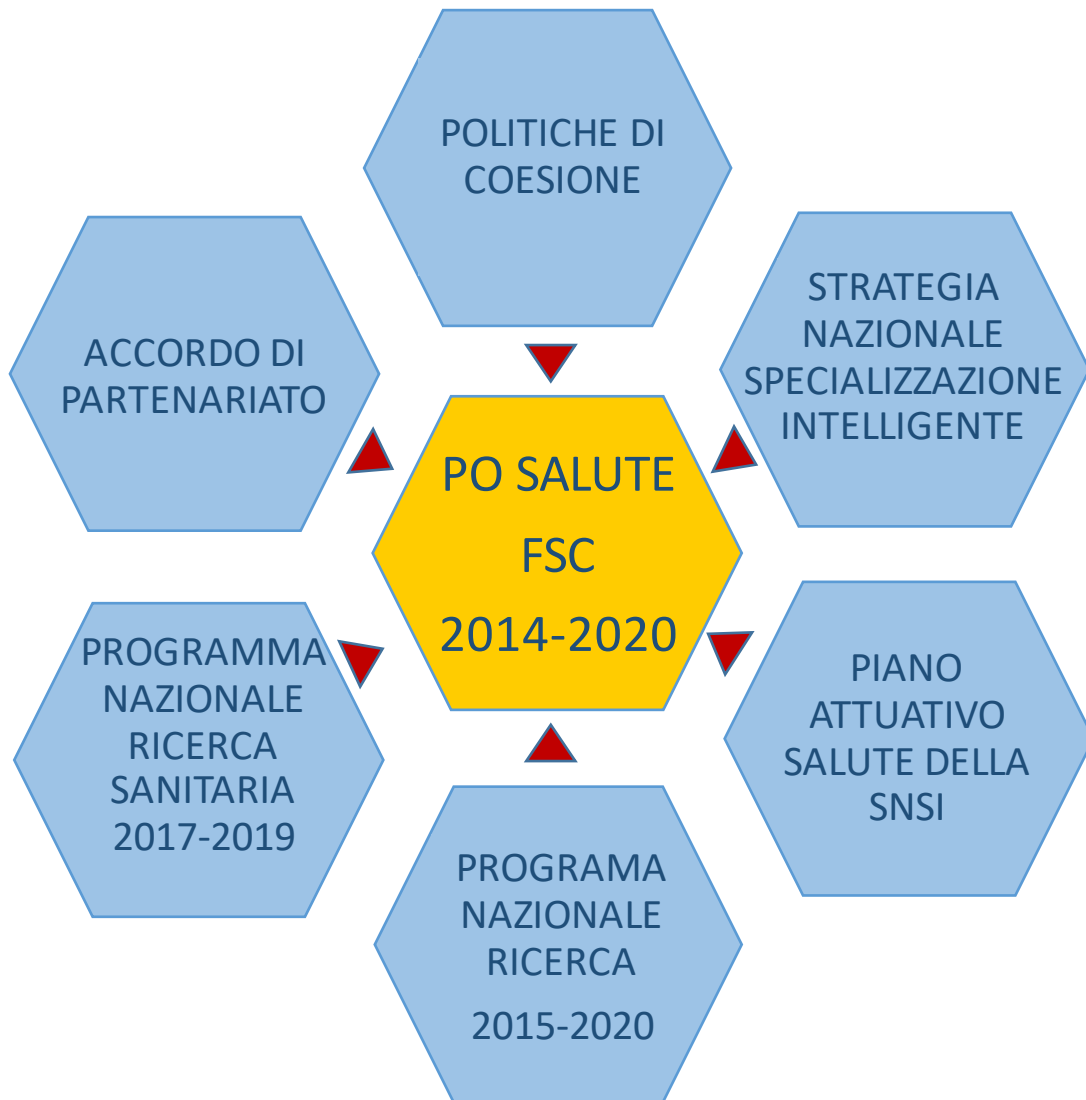 POLITICHE DI
COESIONE
ACCORDO DI
PARTENARIATO
STRATEGIA
NAZIONALE
SPECIALIZZAZIONE
INTELLIGENTE
PO SALUTE
FSC
2014-2020
PROGRAMMA
NAZIONALE
RICERCA
SANITARIA
2017-2019
PIANO
ATTUATIVO
SALUTE DELLA
SNSI
PROGRAMA
NAZIONALE
RICERCA
2015-2020